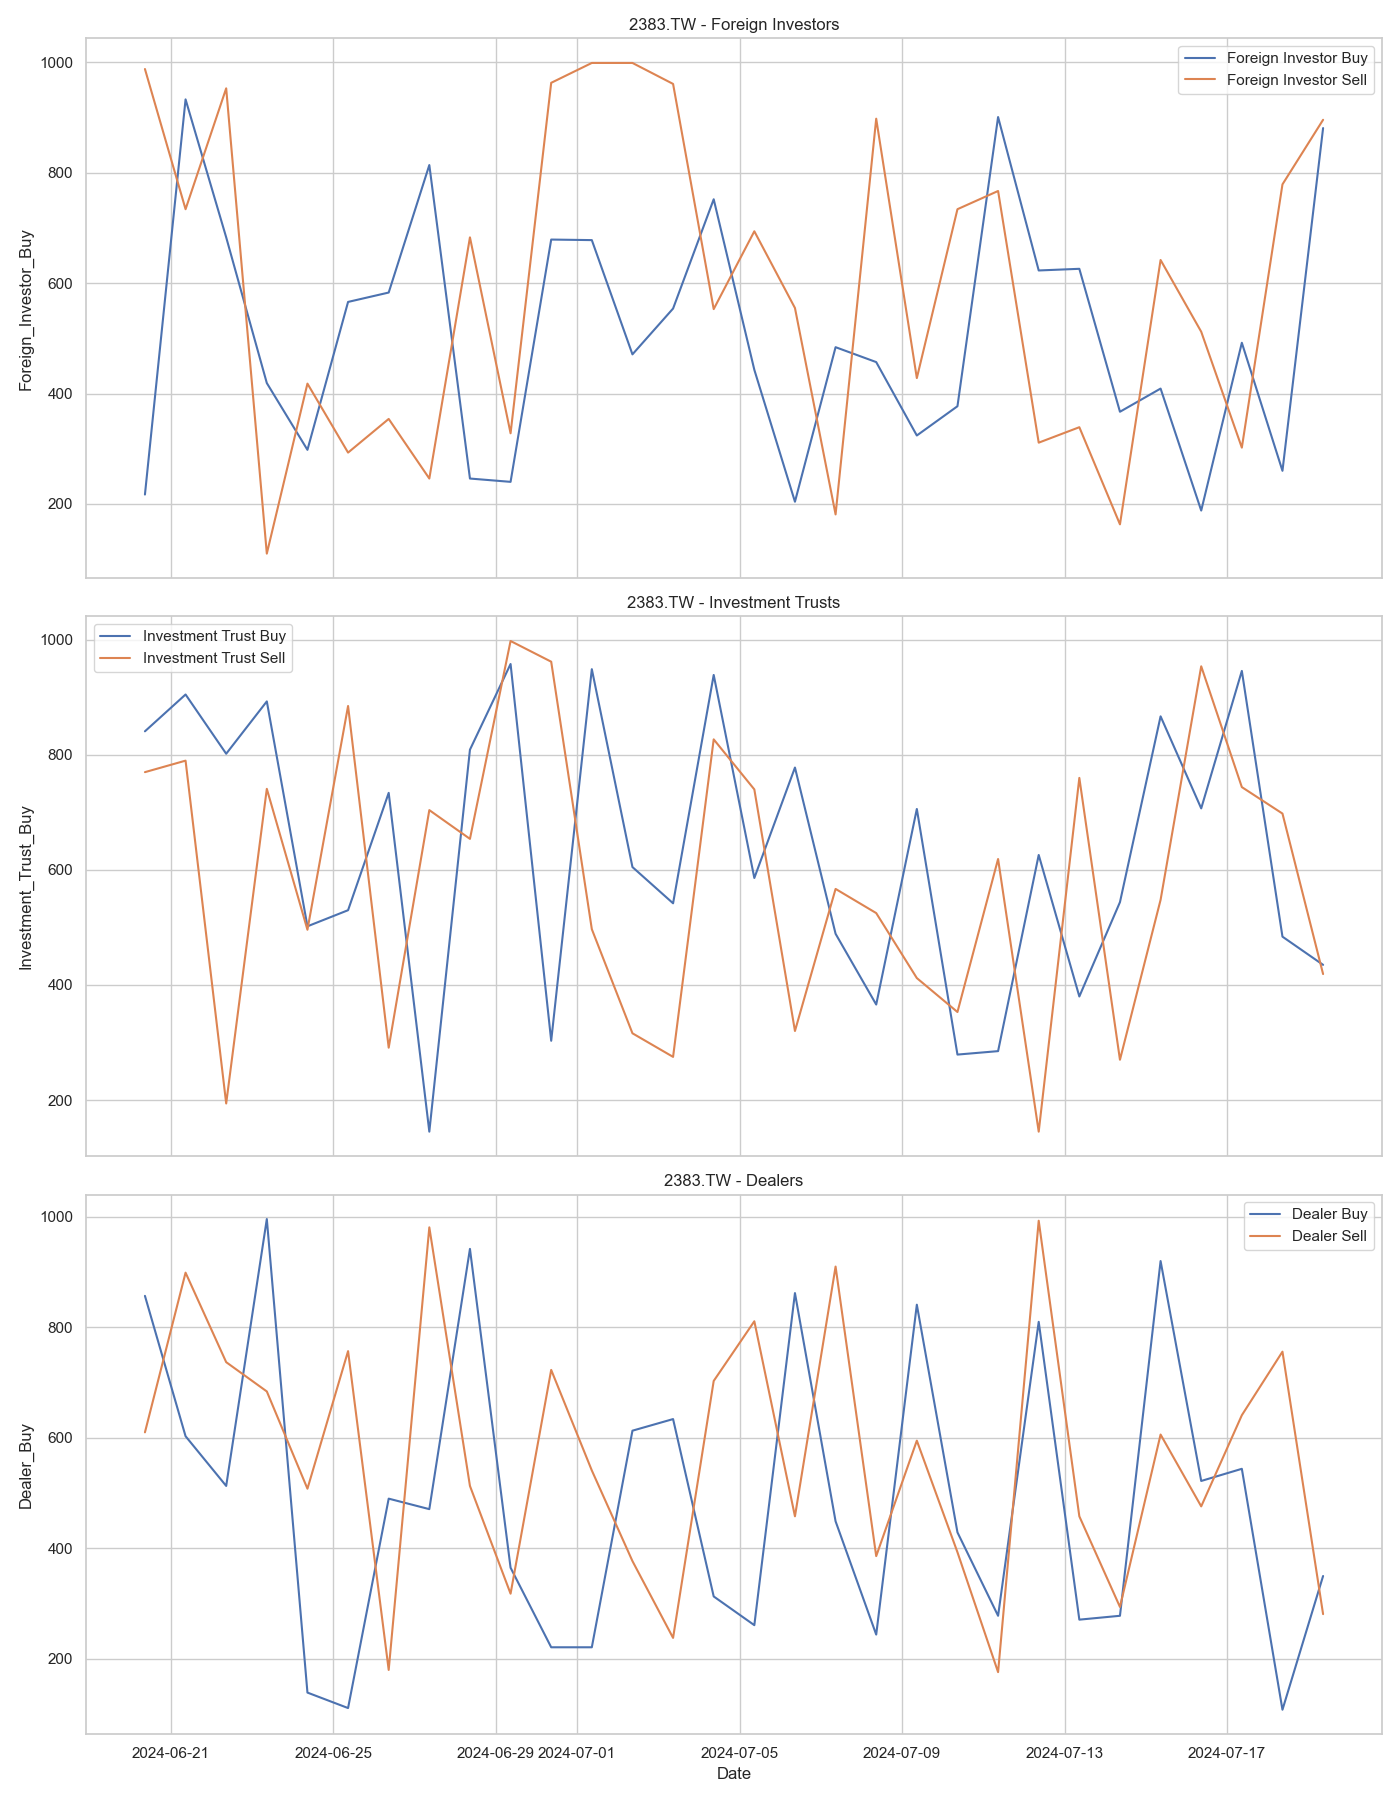 2383.TW - Foreign Investors
Foreign_Investor_Buy
1000
800
600
400
200
Foreign Investor Buy
Foreign Investor Sell
2383.TW - Investment Trusts
Investment_Trust_Buy
1000
800
600
400
200
Investment Trust Buy
Investment Trust Sell
2383.TW - Dealers
Dealer_Buy
1000
800
600
400
200
Dealer Buy
Dealer Sell
2024-06-21 2024-06-25 2024-06-29 2024-07-01 2024-07-05 2024-07-09 2024-07-13 2024-07-17
Date